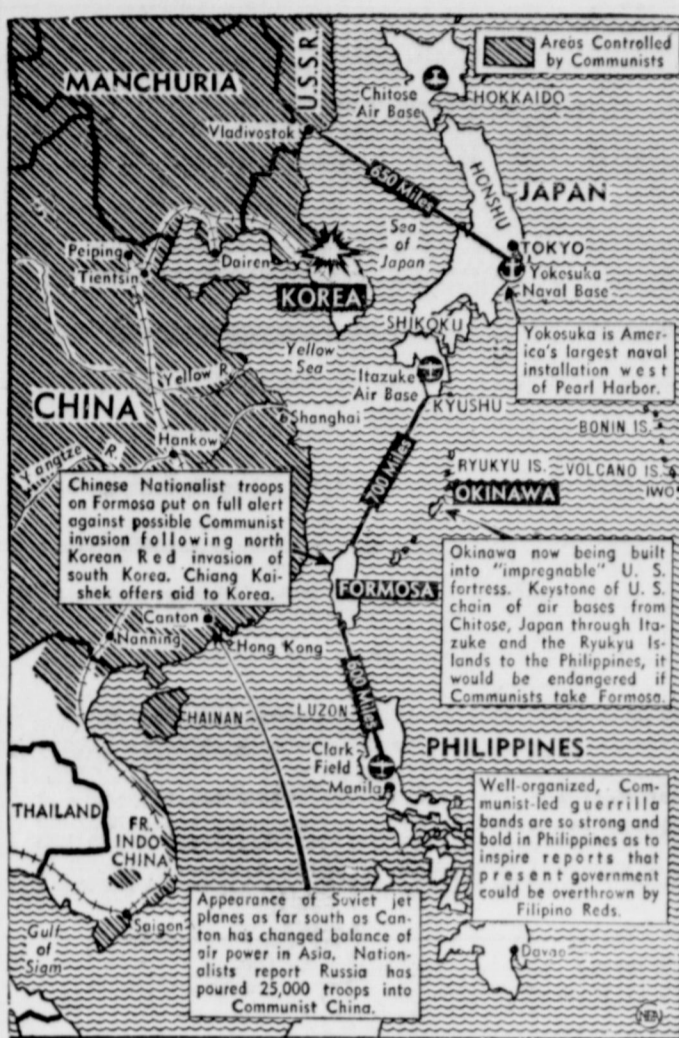 Areas Controlled
by Communists
MANCHURIA
U.S.S.R.
Chitose
Air Base
HOKKAIDO
Vladivostok
650 Miles
HONSHU
JAPAN
Sea
of
Japan
TOKYO
Yokesuka
Naval Base
Peiping
Tientsin
Dairen
KOREA
SHIKOKU
Yokosuka is Amer-
ica's largest naval
installation west
of Pearl Harbor.
Yellow
Sea
Itazuke
Air Base
Yellow R.
KYUSHU
CHINA
Shanghai
BONIN IS.
Hankow
Yangtze R.
700 Miles
RYUKYU IS.
VOLCANO IS.
IWO
OKINAWA
Chinese Nationalist troops
on Formosa put on full alert
against possible Communist
invasion following north
Korean Red invasion of
south Korea. Chiang Kai-
shek offers aid to Korea.
Okinawa now being built
into "impregnable" U. S.
fortress. Keystone of U. S.
chain of air bases from
Chitose, Japan through Ita-
zuke and the Ryukyu Is-
lands to the Philippines, it
would be endangered if
Communists take Formosa.
FORMOSA
Canton
Nanning
Hong Kong
HAINAN
LUZON
Miles
PHILIPPINES
Clark
Field
Manila
THAILAND
FR.
INDO
CHINA
Well-organized, Com-
munist-led guerrilla
bands are so strong and
bold in Philippines as to
inspire reports that
present government
could be overthrown by
Filipino Reds.
Appearance of Soviet jet
planes as far south as Can-
ton has changed balance of
air power in Asia. Nation-
alists report Russia has
poured 25,000 troops into
Communist China.
Saigon
Gulf
of
Siam
Davao
NEA